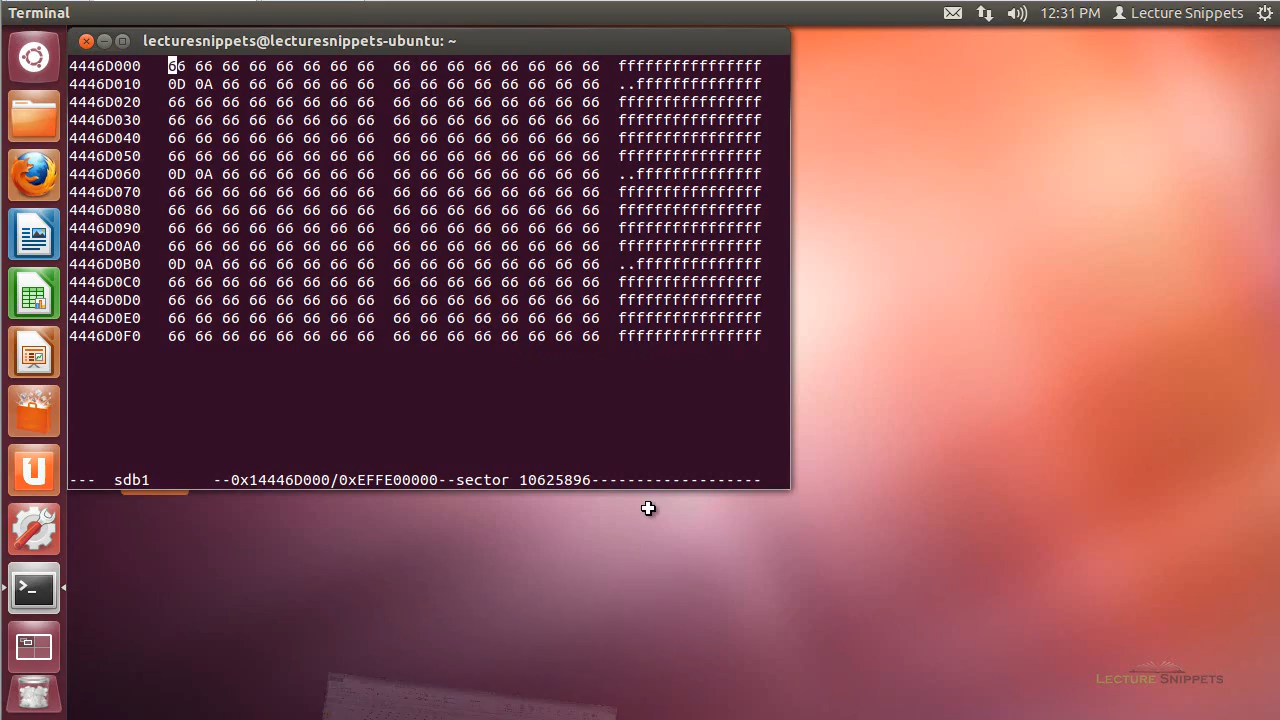 Terminal
12:31 PM Lecture Snippets
lecturesnippets@lecturesnippets-ubuntu: ~
4446D000 66 66 66 66 66 66 66 66 66 66 66 66 66 66 66 66 ffffffffffffffff
4446D010 0D 0A 66 66 66 66 66 66 66 66 66 66 66 66 66 66 ..ffffffffffffff
4446D020 66 66 66 66 66 66 66 66 66 66 66 66 66 66 66 66 ffffffffffffffff
4446D030 66 66 66 66 66 66 66 66 66 66 66 66 66 66 66 66 ffffffffffffffff
4446D040 66 66 66 66 66 66 66 66 66 66 66 66 66 66 66 66 ffffffffffffffff
4446D050 66 66 66 66 66 66 66 66 66 66 66 66 66 66 66 66 ffffffffffffffff
4446D060 0D 0A 66 66 66 66 66 66 66 66 66 66 66 66 66 66 ..ffffffffffffff
4446D070 66 66 66 66 66 66 66 66 66 66 66 66 66 66 66 66 ffffffffffffffff
4446D080 66 66 66 66 66 66 66 66 66 66 66 66 66 66 66 66 ffffffffffffffff
4446D090 66 66 66 66 66 66 66 66 66 66 66 66 66 66 66 66 ffffffffffffffff
4446D0A0 66 66 66 66 66 66 66 66 66 66 66 66 66 66 66 66 ffffffffffffffff
4446D0B0 0D 0A 66 66 66 66 66 66 66 66 66 66 66 66 66 66 ..ffffffffffffff
4446D0C0 66 66 66 66 66 66 66 66 66 66 66 66 66 66 66 66 ffffffffffffffff
4446D0D0 66 66 66 66 66 66 66 66 66 66 66 66 66 66 66 66 ffffffffffffffff
4446D0E0 66 66 66 66 66 66 66 66 66 66 66 66 66 66 66 66 ffffffffffffffff
4446D0F0 66 66 66 66 66 66 66 66 66 66 66 66 66 66 66 66 ffffffffffffffff
--- sdb1 --0x14446D000/0xEFFE00000--sector 10625896-------------------
Lecture Snippets